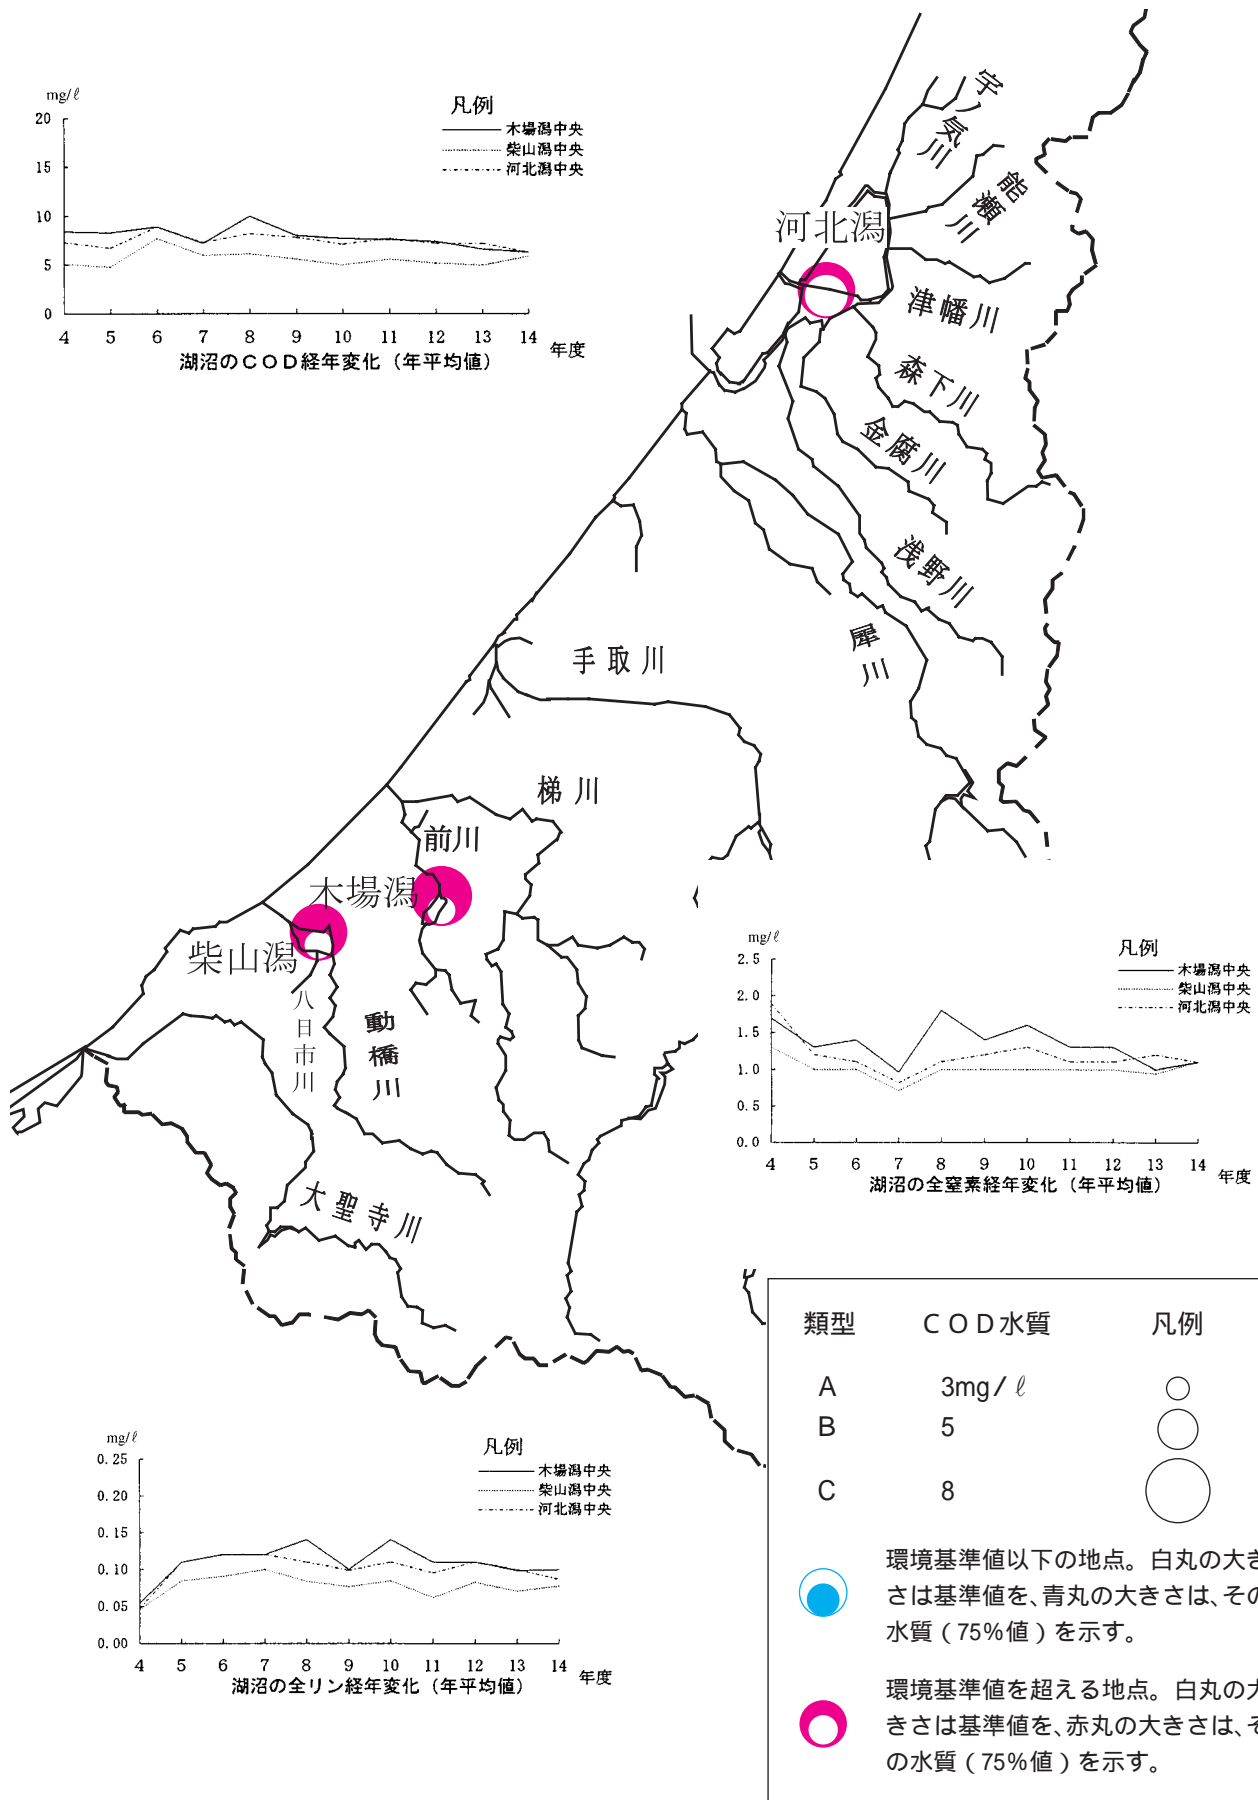 mg/ℓ
凡例
木場潟中央
柴山潟中央
河北潟中央
20
15
10
5
0
4 5 6 7 8 9 10 11 12 13 14 年度
湖沼のＣＯＤ経年変化（年平均値）
宇ノ気川
能瀬川
河北潟
津幡川
森下川
金腐川
浅野川
犀川
手取川
梯川
前川
木場潟
柴山潟
八日市川
動橋川
大聖寺川
mg/ℓ
凡例
木場潟中央
柴山潟中央
河北潟中央
2.5
2.0
1.5
1.0
0.5
0.0
4 5 6 7 8 9 10 11 12 13 14 年度
湖沼の全窒素経年変化（年平均値）
mg/ℓ
凡例
木場潟中央
柴山潟中央
河北潟中央
0.25
0.20
0.15
0.10
0.05
0.00
4 5 6 7 8 9 10 11 12 13 14 年度
湖沼の全リン経年変化（年平均値）
類型 ＣＯＤ水質 凡例
A 3mg/ℓ
B 5
C 8
環境基準値以下の地点。白丸の大き
さは基準値を､青丸の大きさは､その
水質（75%値）を示す。
環境基準値を超える地点。白丸の大
きさは基準値を､赤丸の大きさは､そ
の水質（75%値）を示す。